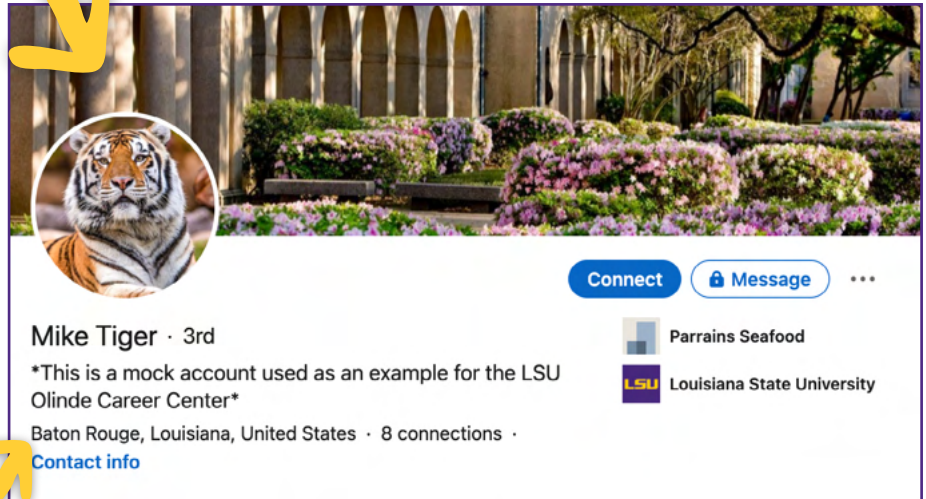 Connect
Message
Mike Tiger · 3rd
Parrains Seafood
*This is a mock account used as an example for the LSU
Olinde Career Center*
LSU
Louisiana State University
Baton Rouge, Louisiana, United States · 8 connections ·
Contact info